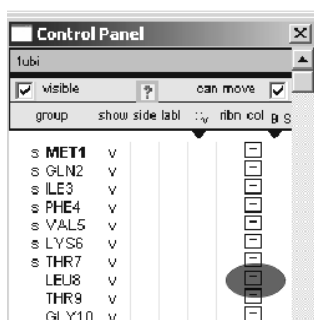 Control Panel
1ubi
visible ? can move
group show side labl ::v ribn col B S
s MET1 v
s GLN2 v
s ILE3 v
s PHE4 v
s VAL5 v
s LYS6 v
s THR7 v
LEU8 v
THR9 v
GLY10 v